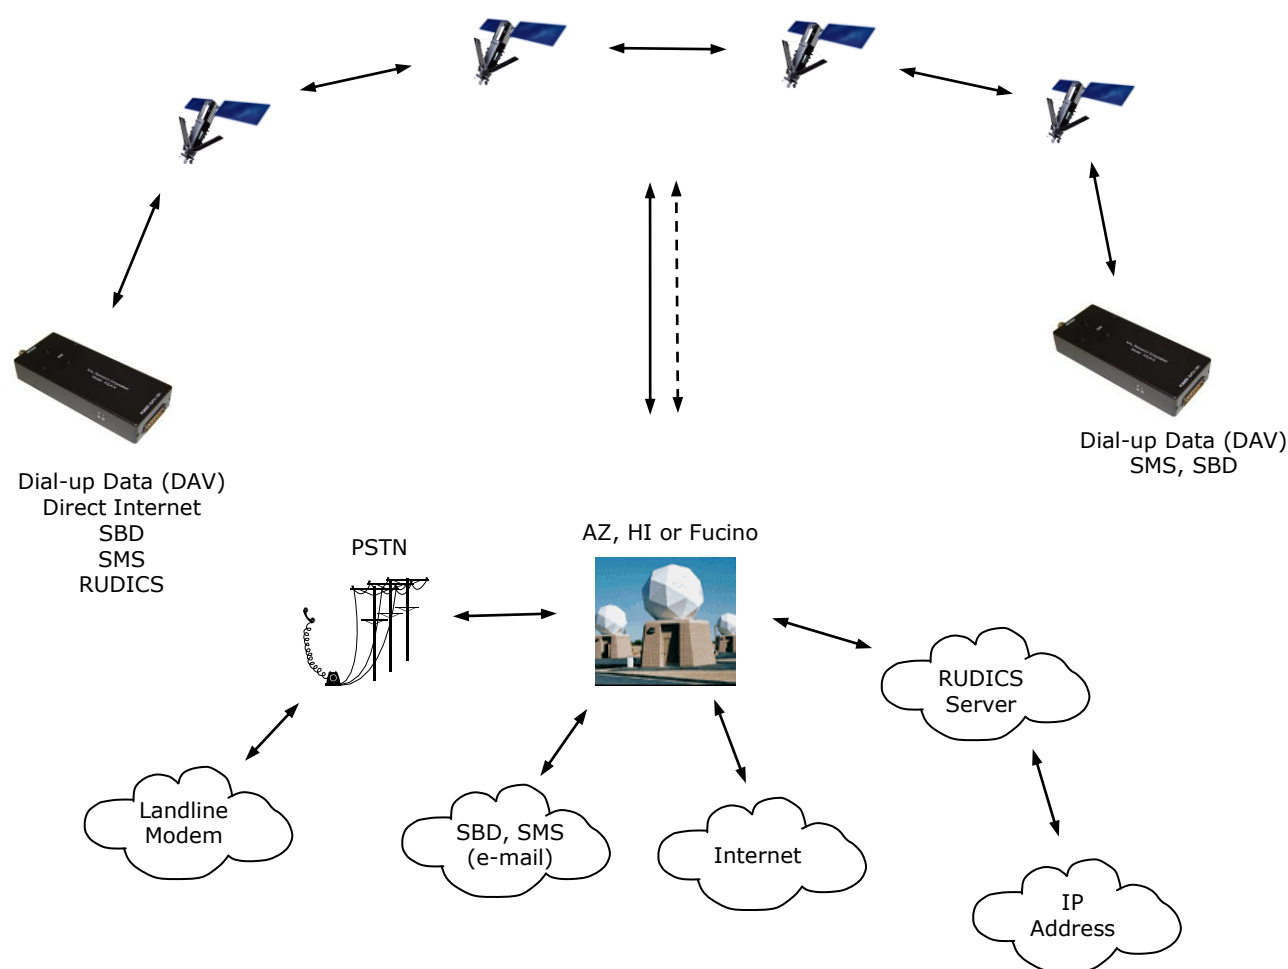 Dial-up Data (DAV)
Direct Internet
SBD
SMS
RUDICS
Dial-up Data (DAV)
SMS, SBD
PSTN
AZ, HI or Fucino
RUDICS
Server
Landline
Modem
SBD, SMS
(e-mail)
Internet
IP
Address